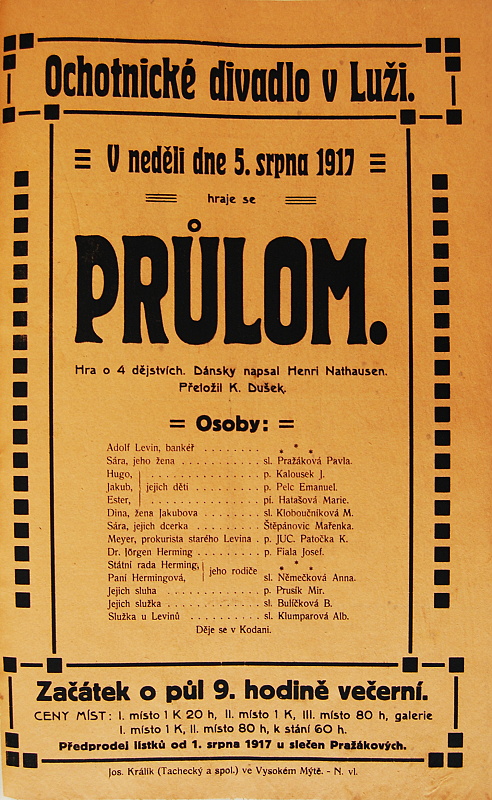 Ochotnické divadlo v Luži.
V neděli dne 5. srpna 1917
hraje se
PRŮLOM.
Hra o 4 dějstvích. Dánsky napsal Henri Nathausen.
Přeložil K. Dušek.
= Osoby: =
Adolf Levin, bankéř . . . . . . . . * * *
Sára, jeho žena . . . . . . . . . . . sl. Pražáková Pavla.
Hugo, . . . . . . . . . . . p. Kalousek J.
Jakub, jejich děti . . . . . . . . p. Pelc Emanuel.
Ester, . . . . . . . . . . . pí. Hatašová Marie.
Dina, žena Jakubova . . . . . . . sl. Kloboučníková M.
Sára, jejich dcerka . . . . . . . . Štěpánovic Mařenka.
Meyer, prokurista starého Levina . p. JUC. Patočka K.
Dr. Jörgen Herming . . . . . . . . p. Fiala Josef.
Státní rada Herming, jeho rodiče * * *
Paní Hermingová, sl. Němečková Anna.
Jejich sluha . . . . . . . . . . . . p. Prusík Mir.
Jejich služka . . . . . . . . . . . sl. Bulíčková B.
Služka u Levinů . . . . . . . . . sl. Klumparová Alb.
Děje se v Kodani.
Začátek o půl 9. hodině večerní.
CENY MÍST: I. místo 1 K 20 h, II. místo 1 K, III. místo 80 h, galerie
I. místo 1 K, II. místo 80 h, k stání 60 h.
Předprodej lístků od 1. srpna 1917 u slečen Pražákových.
Jos. Králík (Tachecký a spol.) ve Vysokém Mýtě. - N. vl.